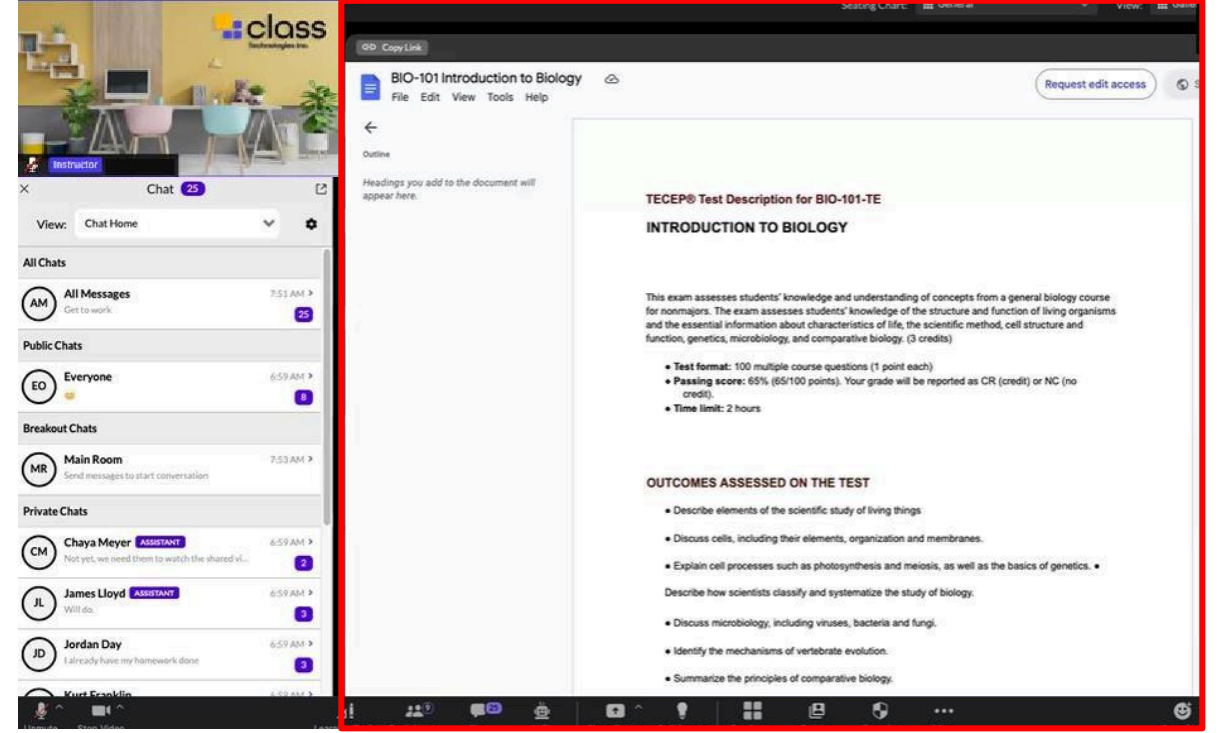 class
Technologies Inc.
Instructor
Chat 25
View: Chat Home
All Chats
AM All Messages 7:51 AM
Get to work 25
Public Chats
EO Everyone 6:59 AM
8
Breakout Chats
MR Main Room 7:53 AM
Send messages to start conversation
Private Chats
CM Chaya Meyer ASSISTANT 6:59 AM
Not yet, we need them to watch the shared vi... 2
JL James Lloyd ASSISTANT 6:59 AM
Will do. 3
JD Jordan Day 6:59 AM
I already have my homework done 3
Kurt Franklin 6:59 AM
Unmute Stop Video
Seating Chart: General View:
Copy Link
BIO-101 Introduction to Biology
File Edit View Tools Help
Request edit access
Outline
Headings you add to the document will
appear here.
TECEP® Test Description for BIO-101-TE
INTRODUCTION TO BIOLOGY
This exam assesses students' knowledge and understanding of concepts from a general biology course
for nonmajors. The exam assesses students' knowledge of the structure and function of living organisms
and the essential information about characteristics of life, the scientific method, cell structure and
function, genetics, microbiology, and comparative biology. (3 credits)
● Test format: 100 multiple course questions (1 point each)
● Passing score: 65% (65/100 points). Your grade will be reported as CR (credit) or NC (no
credit).
● Time limit: 2 hours
OUTCOMES ASSESSED ON THE TEST
● Describe elements of the scientific study of living things
● Discuss cells, including their elements, organization and membranes.
● Explain cell processes such as photosynthesis and meiosis, as well as the basics of genetics. ●
Describe how scientists classify and systematize the study of biology.
● Discuss microbiology, including viruses, bacteria and fungi.
● Identify the mechanisms of vertebrate evolution.
● Summarize the principles of comparative biology.
9 25